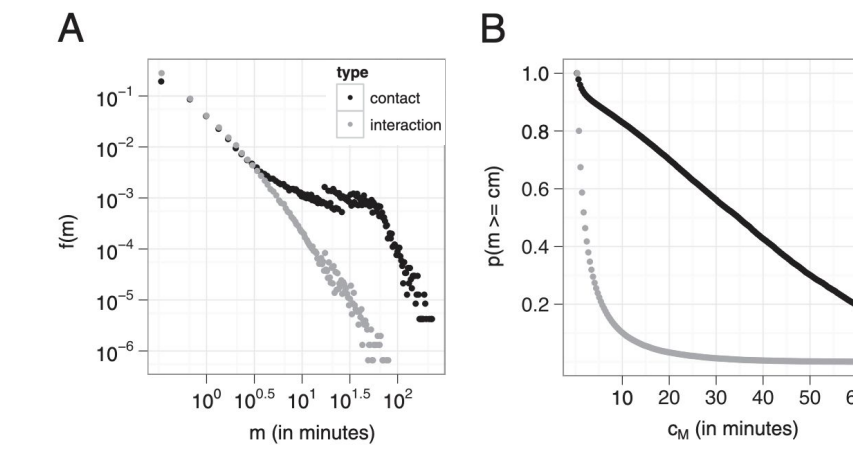 A
B
type
contact
interaction
f(m)
10^-1
10^-2
10^-3
10^-4
10^-5
10^-6
10^0 10^0.5 10^1 10^1.5 10^2
m (in minutes)
p(m >= cm)
1.0
0.8
0.6
0.4
0.2
10 20 30 40 50
c_M (in minutes)